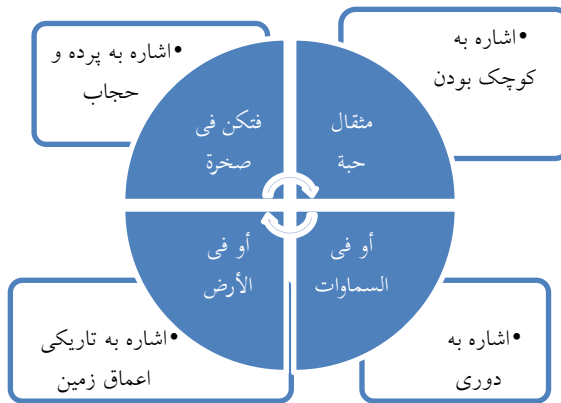 •اشاره به
کوچک بودن
مثقال
حبة
•اشاره به پرده و
حجاب
فتکن فی
صخرة
•اشاره به
دوری
أو فی
السماوات
•اشاره به تاریکی
اعماق زمین
أو فی
الأرض